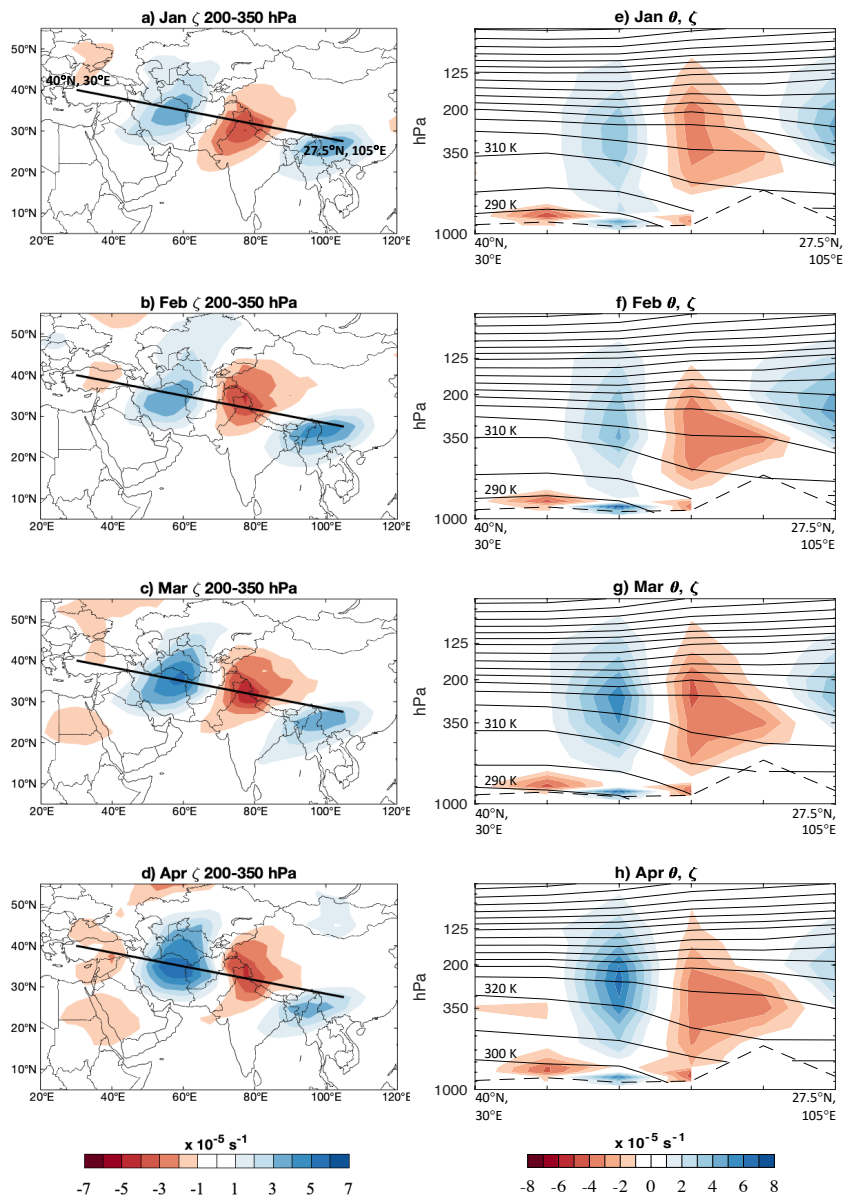 a) Jan ζ 200-350 hPa
50°N
40°N
30°N
20°N
10°N
40°N, 30°E
27.5°N, 105°E
20°E 40°E 60°E 80°E 100°E 120°E
e) Jan θ, ζ
hPa
125
200
350
1000
310 K
290 K
40°N,
30°E
27.5°N,
105°E
b) Feb ζ 200-350 hPa
50°N
40°N
30°N
20°N
10°N
20°E 40°E 60°E 80°E 100°E 120°E
f) Feb θ, ζ
hPa
125
200
350
1000
310 K
290 K
40°N,
30°E
27.5°N,
105°E
c) Mar ζ 200-350 hPa
50°N
40°N
30°N
20°N
10°N
20°E 40°E 60°E 80°E 100°E 120°E
g) Mar θ, ζ
hPa
125
200
350
1000
310 K
290 K
40°N,
30°E
27.5°N,
105°E
d) Apr ζ 200-350 hPa
50°N
40°N
30°N
20°N
10°N
20°E 40°E 60°E 80°E 100°E 120°E
h) Apr θ, ζ
hPa
125
200
350
1000
320 K
300 K
40°N,
30°E
27.5°N,
105°E
x 10⁻⁵ s⁻¹
-7 -5 -3 -1 1 3 5 7
x 10⁻⁵ s⁻¹
-8 -6 -4 -2 0 2 4 6 8